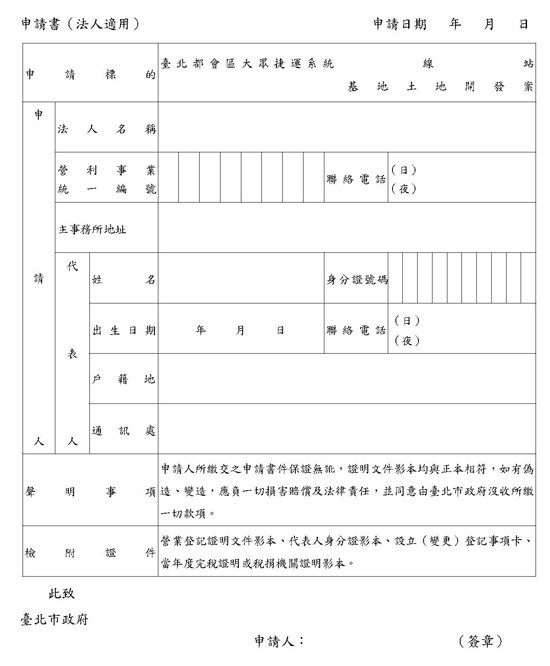 申請書（法人適用） 申請日期 年 月 日
申請標的 臺北都會區大眾捷運系統 線 站
基地土地開發案
申請人
法人名稱
營利事業 聯絡電話 （日）
統一編號 （夜）
主事務所地址
代表人
姓名 身分證號碼
出生日期 年 月 日 聯絡電話 （日）
（夜）
戶籍地
通訊處
聲明事項 申請人所繳交之申請書件保證無訛，證明文件影本均與正本相符，如有偽
造、變造，應負一切損害賠償及法律責任，並同意由臺北市政府沒收所繳
一切款項。
檢附證件 營業登記證明文件影本、代表人身分證影本、設立（變更）登記事項卡、
當年度完稅證明或稅捐機關證明影本。
此致
臺北市政府
申請人： （簽章）